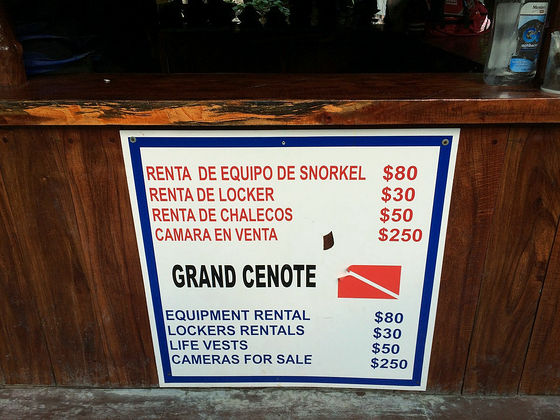 RENTA DE EQUIPO DE SNORKEL $80
RENTA DE LOCKER $30
RENTA DE CHALECOS $50
CAMARA EN VENTA $250
GRAND CENOTE
EQUIPMENT RENTAL $80
LOCKERS RENTALS $30
LIFE VESTS $50
CAMERAS FOR SALE $250